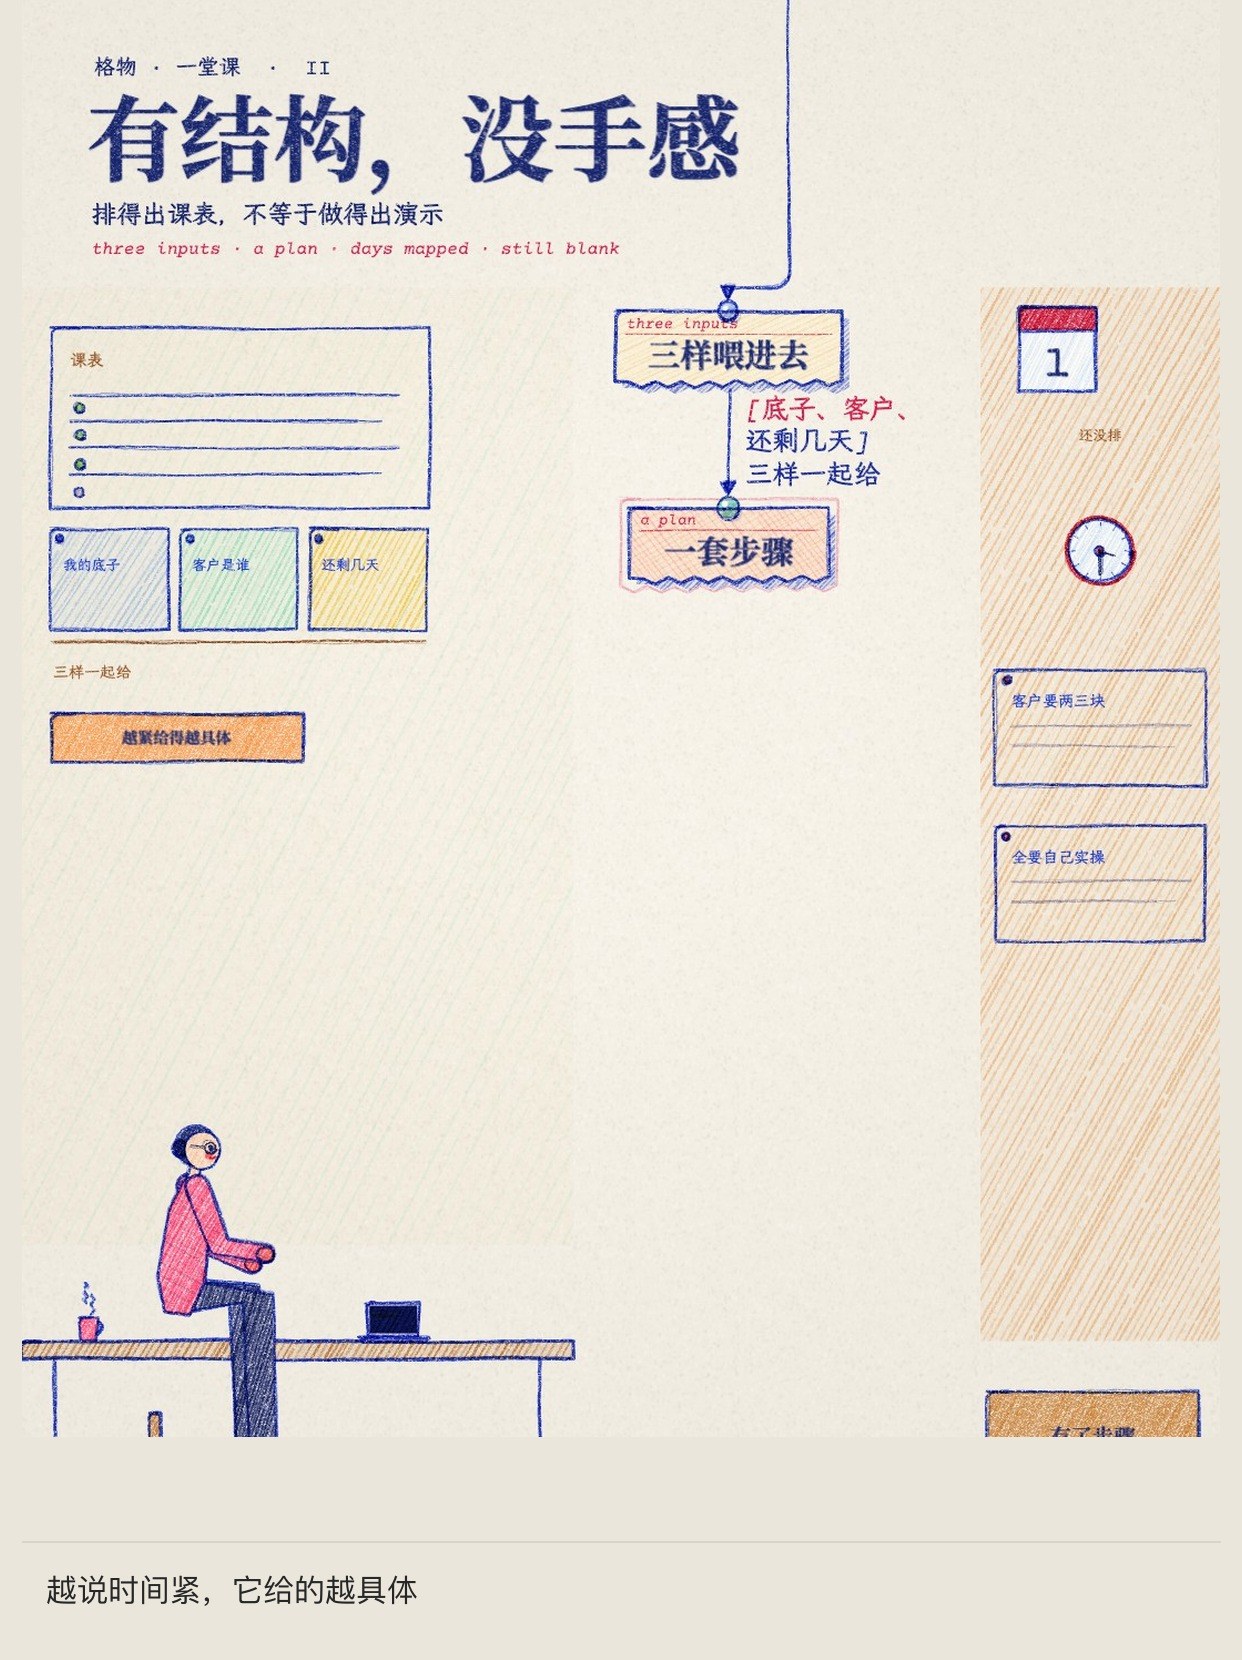 格物 · 一堂课 · II
有结构，没手感
排得出课表，不等于做得出演示
three inputs · a plan · days mapped · still blank
课表
我的底子
客户是谁
还剩几天
三样一起给
越紧给得越具体
three inputs
三样喂进去
[底子、客户、
还剩几天]
三样一起给
a plan
一套步骤
1
还没排
客户要两三块
全要自己实操
有了步骤
越说时间紧，它给的越具体